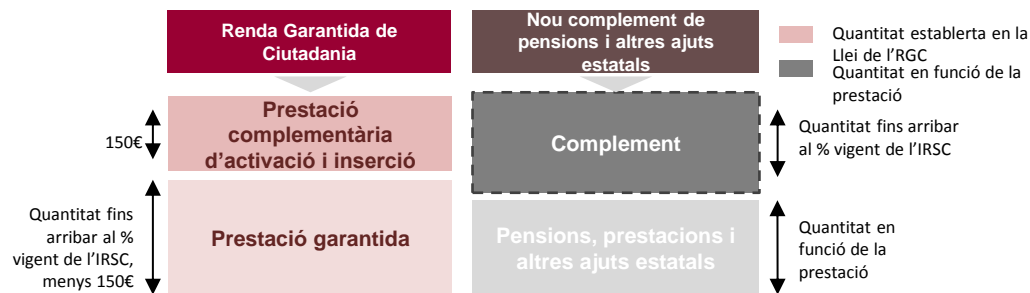 Renda Garantida de
Ciutadania
Nou complement de
pensions i altres ajuts
estatals
Quantitat establerta en la
Llei de l’RGC
Quantitat en funció de la
prestació
150€
Prestació
complementària
d’activació i inserció
Complement
Quantitat fins arribar
al % vigent de l’IRSC
Quantitat fins
arribar al %
vigent de l’IRSC,
menys 150€
Prestació garantida
Pensions, prestacions i
altres ajuts estatals
Quantitat en
funció de la
prestació